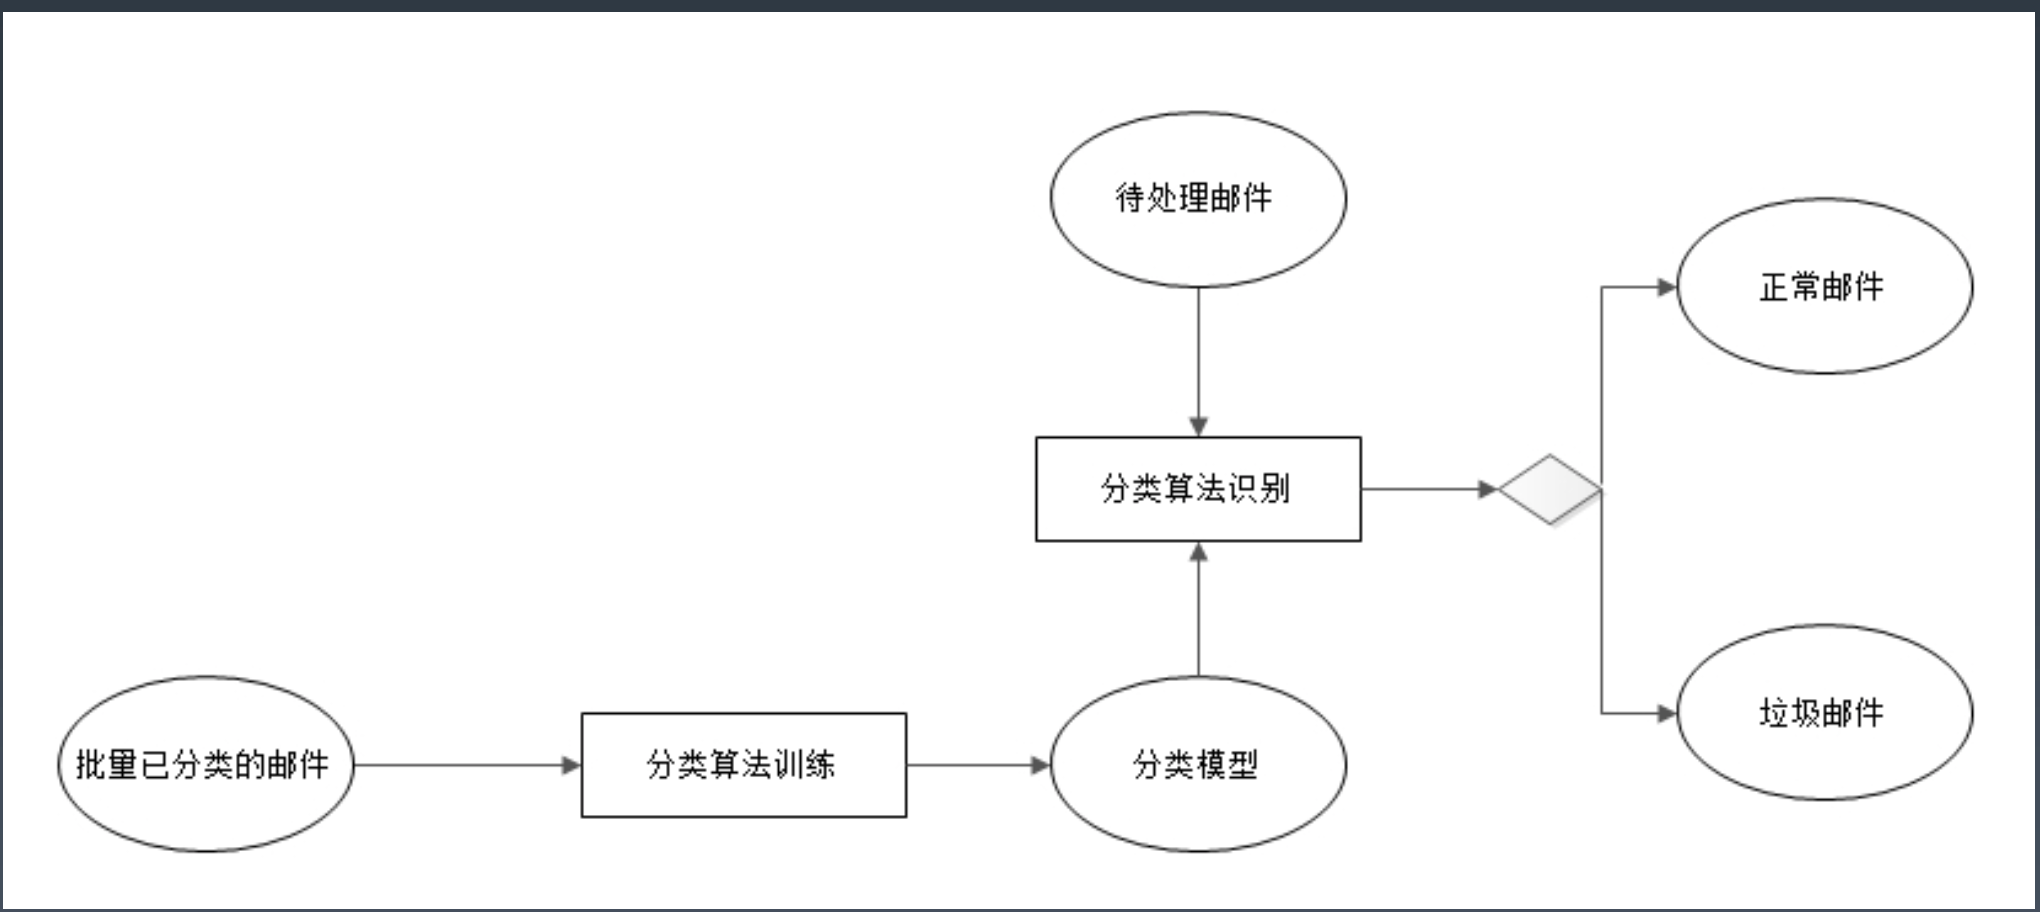 待处理邮件
正常邮件
分类算法识别
垃圾邮件
批量已分类的邮件
分类算法训练
分类模型